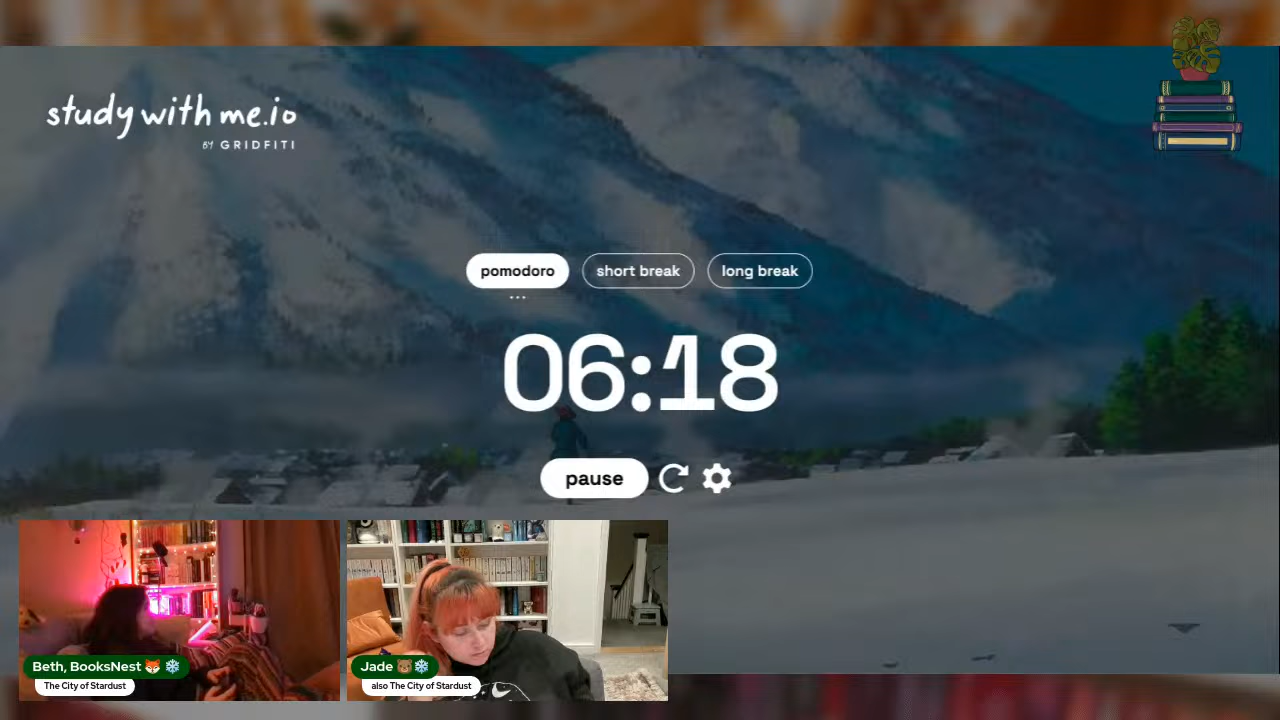 study with me.io
BY GRIDFITI
pomodoro
short break
long break
06:18
pause
Beth, BooksNest 🦊 ❄️
The City of Stardust
Jade 🐻❄️
also The City of Stardust